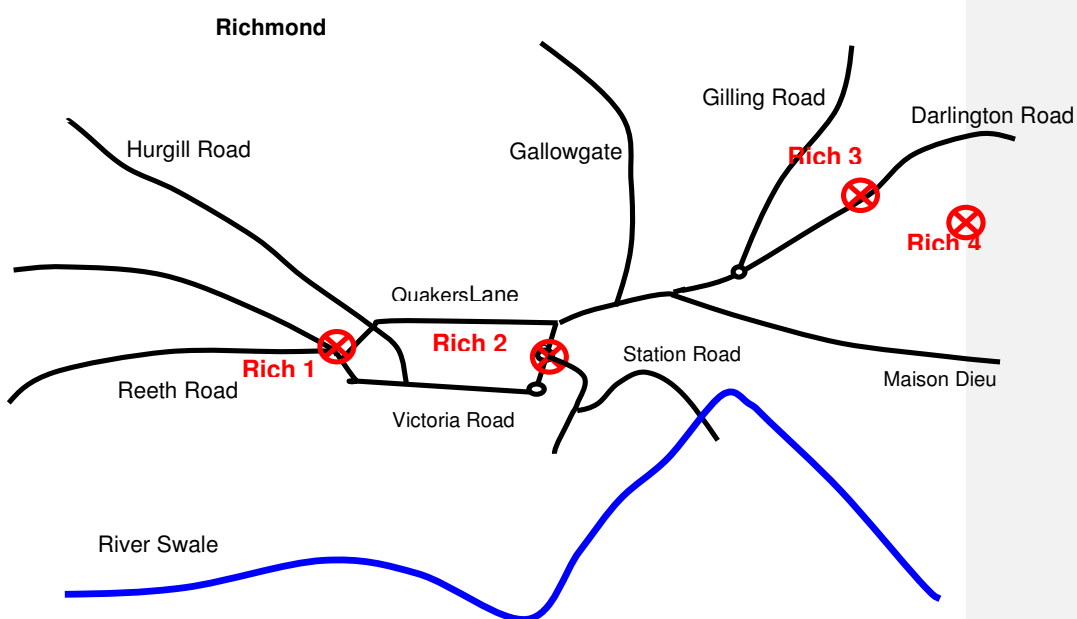 Richmond
Gilling Road
Darlington Road
Hurgill Road
Gallowgate
Rich 3
Rich 4
QuakersLane
Rich 2
Station Road
Rich 1
Reeth Road
Maison Dieu
Victoria Road
River Swale